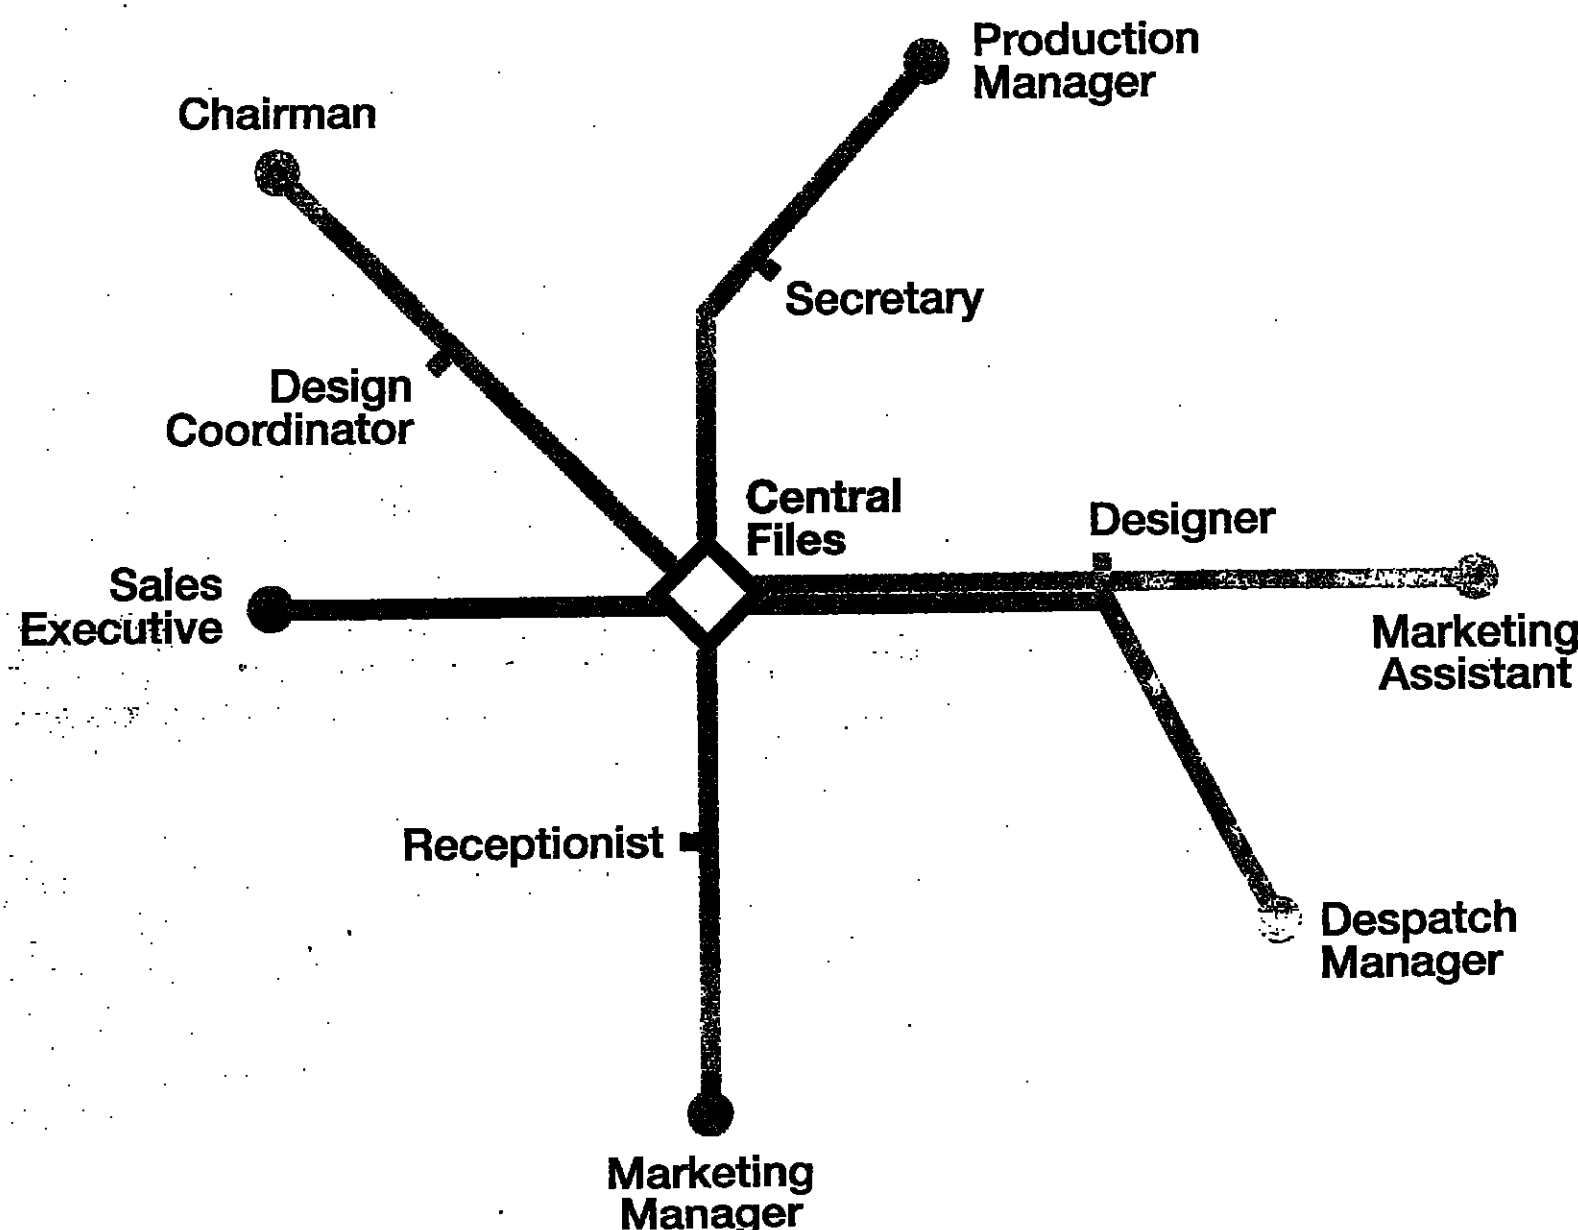 Production
Manager
Chairman
Secretary
Design
Coordinator
Central
Files
Designer
Sales
Executive
Marketing
Assistant
Receptionist
Despatch
Manager
Marketing
Manager